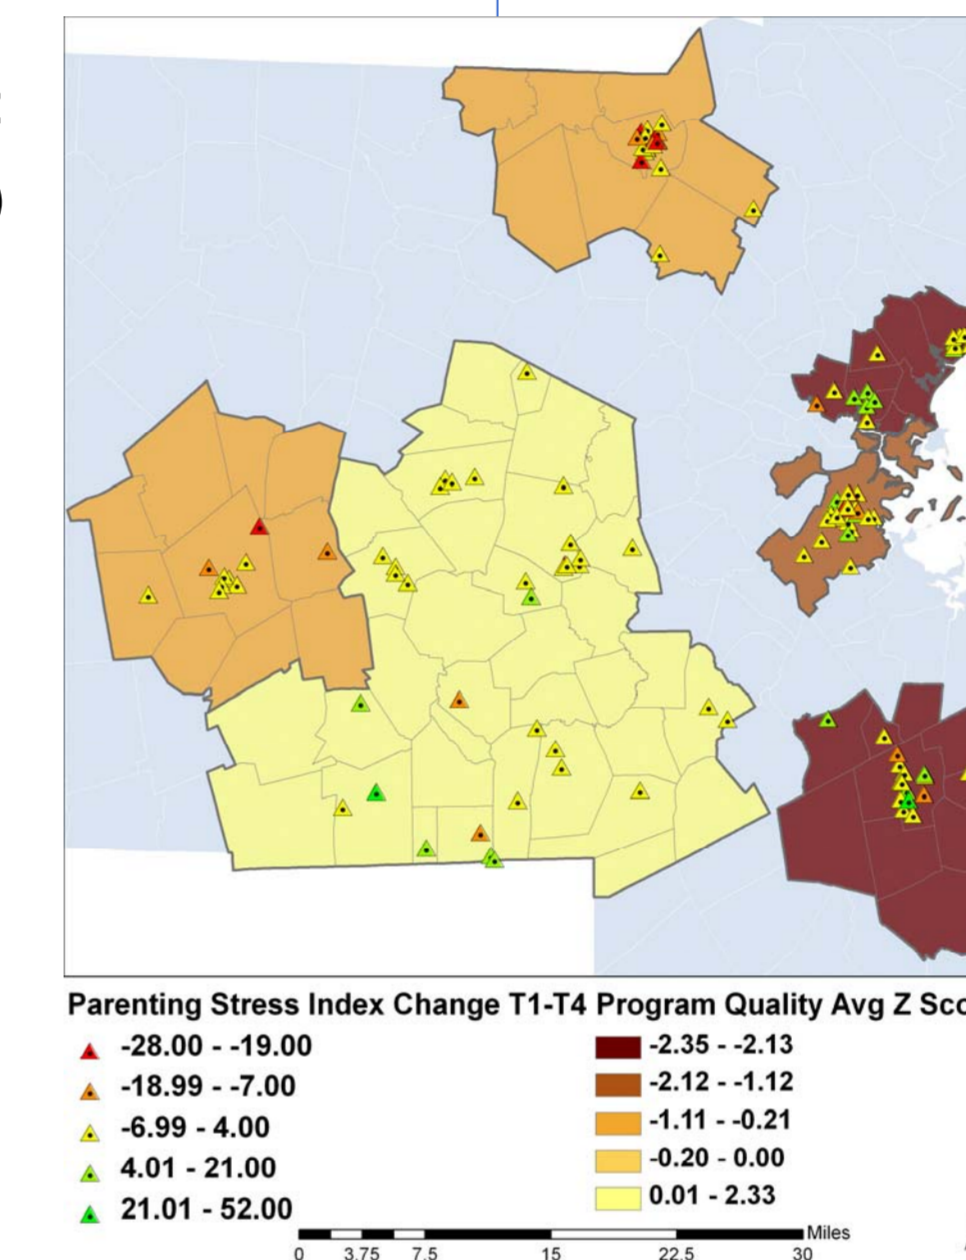 Parenting Stress Index Change T1-T4 Program Quality Avg Z Sco
-28.00 - -19.00
-18.99 - -7.00
-6.99 - 4.00
4.01 - 21.00
21.01 - 52.00
-2.35 - -2.13
-2.12 - -1.12
-1.11 - -0.21
-0.20 - 0.00
0.01 - 2.33
Miles
0 3.75 7.5 15 22.5 30